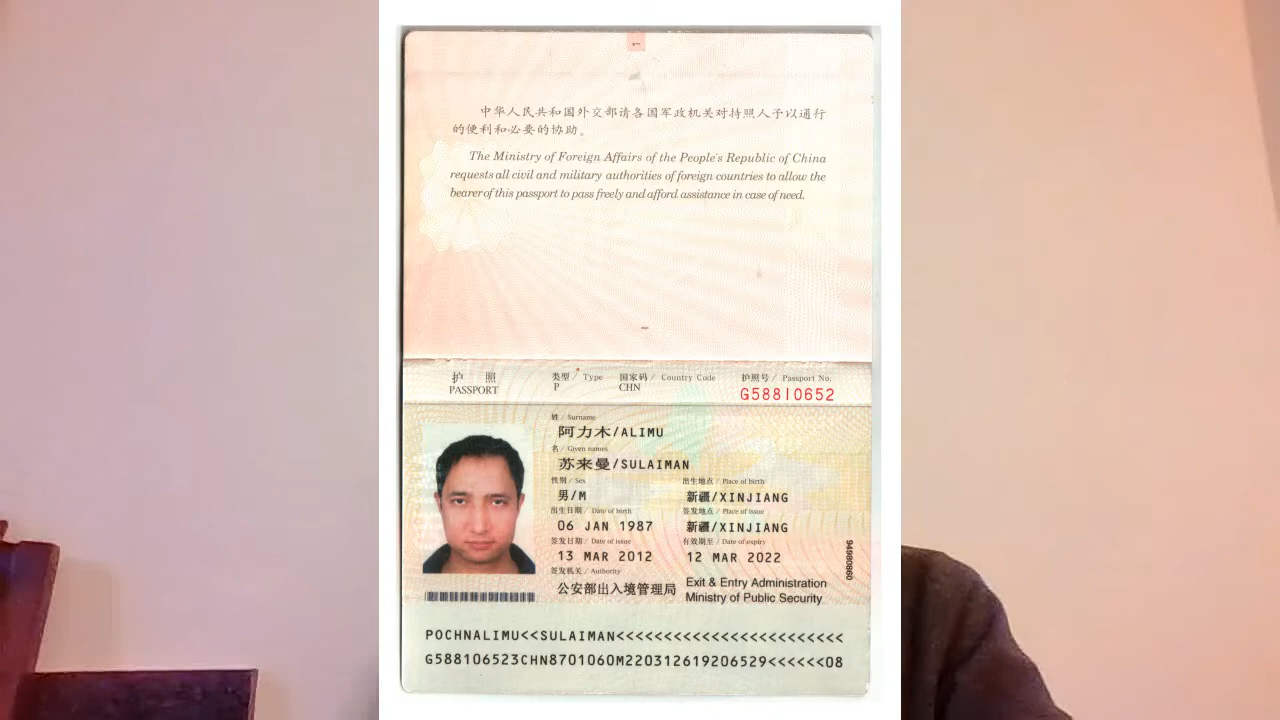 中华人民共和国外交部请各国军政机关对持照人予以通行
的便利和必要的协助。
The Ministry of Foreign Affairs of the People's Republic of China
requests all civil and military authorities of foreign countries to allow the
bearer of this passport to pass freely and afford assistance in case of need.
护 照 类型 / Type 国家码 / Country Code 护照号 / Passport No.
PASSPORT P CHN G58810652
姓 / Surname
阿力木/ALIMU
名 / Given names
苏来曼/SULAIMAN
性别 / Sex 出生地点 / Place of birth
男/M 新疆/XINJIANG
出生日期 / Date of birth 签发地点 / Place of issue
06 JAN 1987 新疆/XINJIANG
签发日期 / Date of issue 有效期至 / Date of expiry
13 MAR 2012 12 MAR 2022
签发机关 / Authority
公安部出入境管理局 Exit & Entry Administration
Ministry of Public Security
94980860
POCHNALIMU<<SULAIMAN<<<<<<<<<<<<<<<<<<<<<<<<
G588106523CHN8701060M220312619206529<<<<<<08